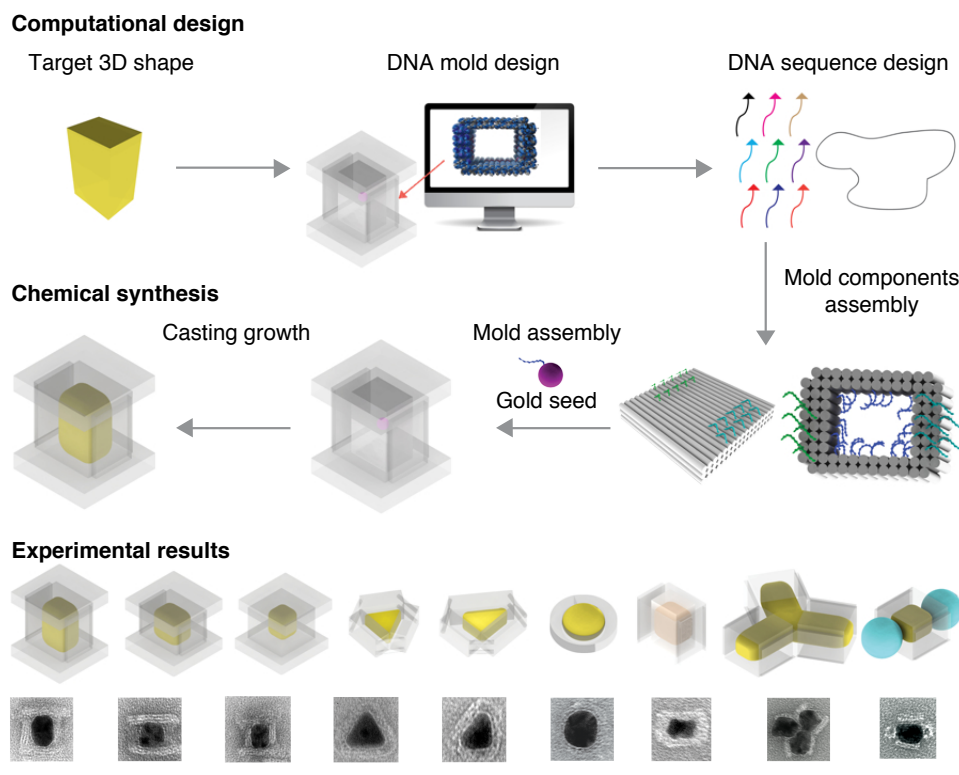 Computational design
Target 3D shape
DNA mold design
DNA sequence design
Mold components
assembly
Chemical synthesis
Casting growth
Mold assembly
Gold seed
Experimental results